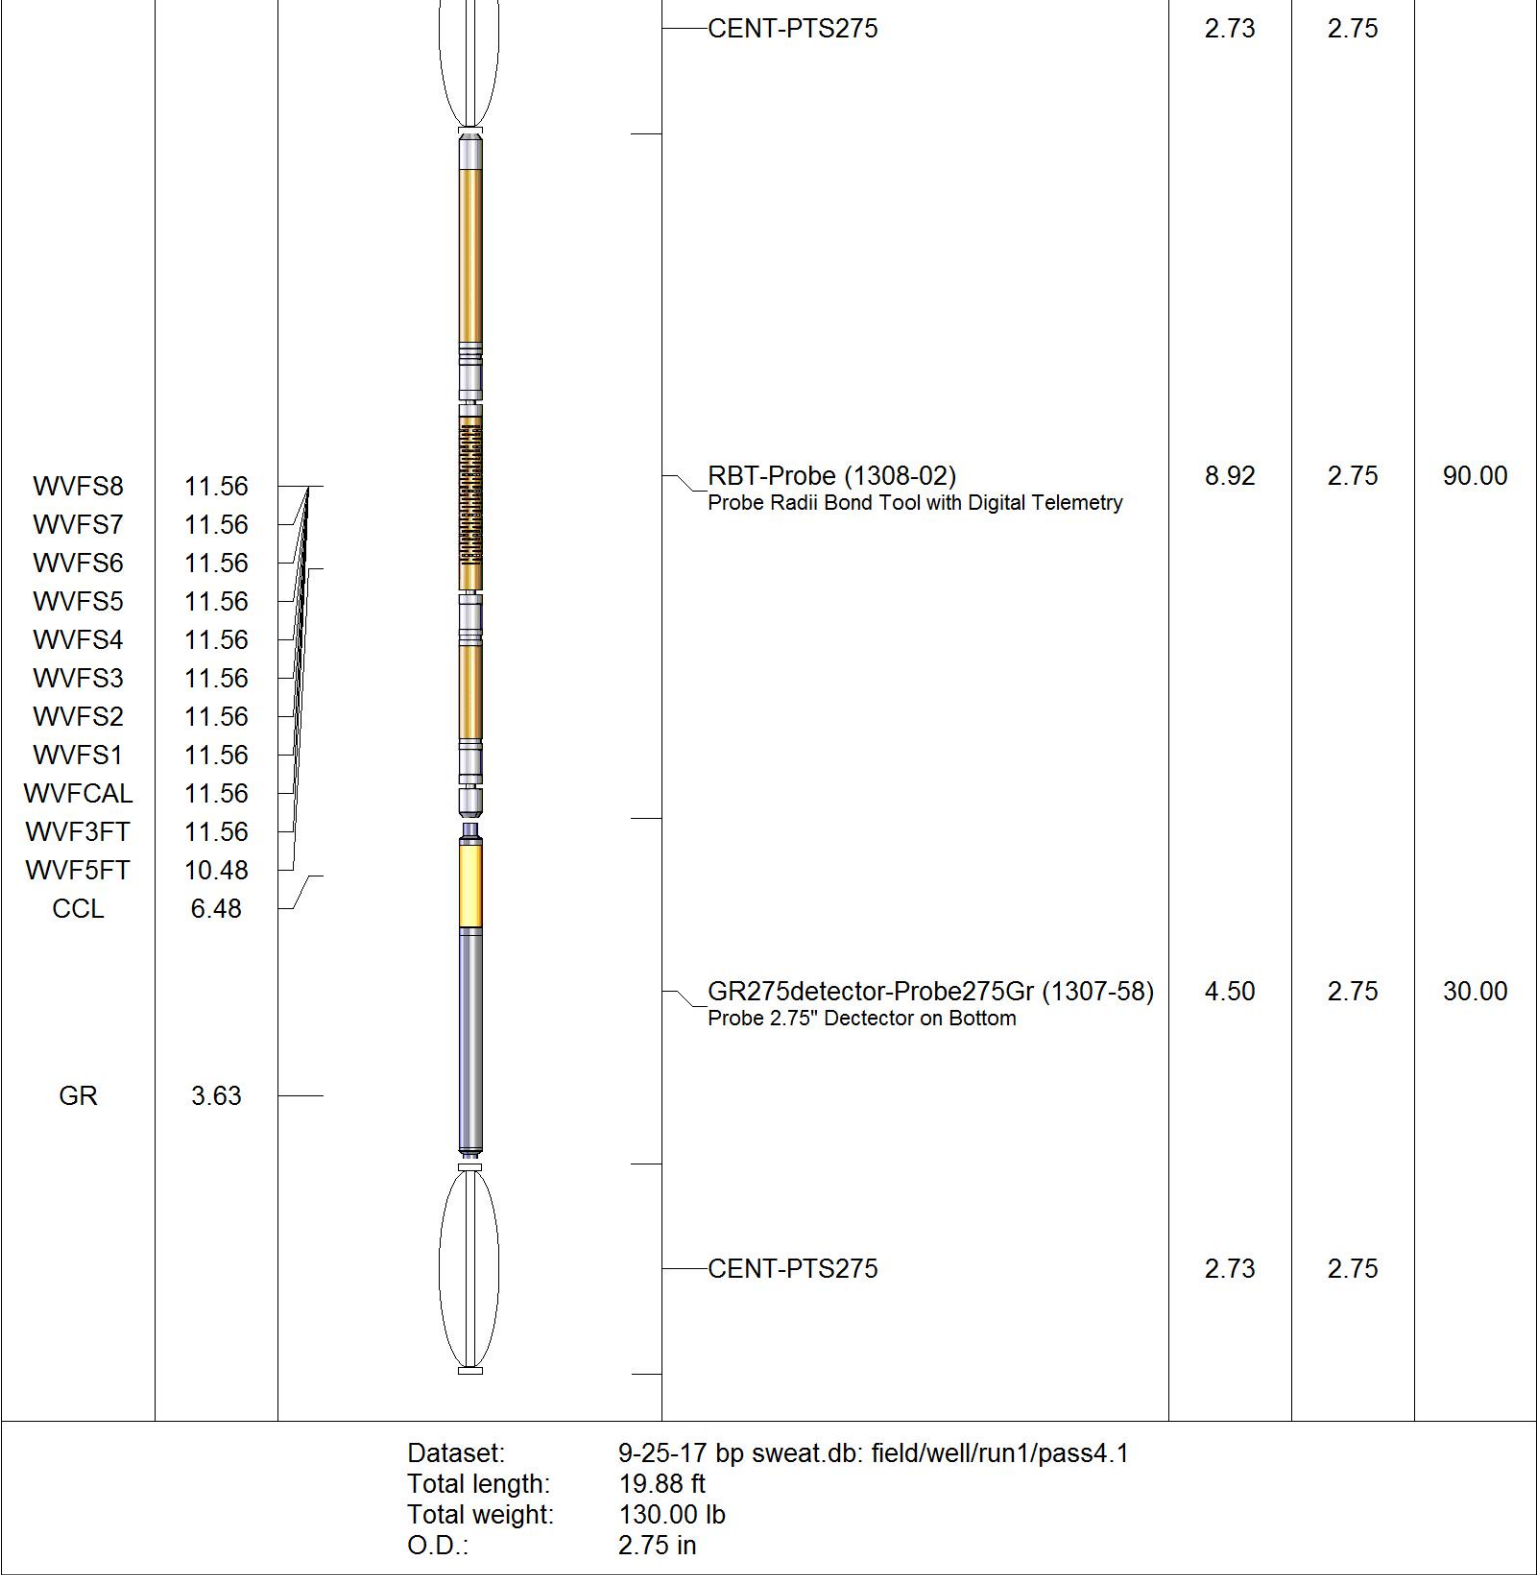 CENT-PTS275 2.73 2.75
WVFS8 11.56
RBT-Probe (1308-02) 8.92 2.75 90.00
Probe Radii Bond Tool with Digital Telemetry
WVFS7 11.56
WVFS6 11.56
WVFS5 11.56
WVFS4 11.56
WVFS3 11.56
WVFS2 11.56
WVFS1 11.56
WVFCAL 11.56
WVF3FT 11.56
WVF5FT 10.48
CCL 6.48
GR275detector-Probe275Gr (1307-58) 4.50 2.75 30.00
Probe 2.75" Dectector on Bottom
GR 3.63
CENT-PTS275 2.73 2.75
Dataset: 9-25-17 bp sweat.db: field/well/run1/pass4.1
Total length: 19.88 ft
Total weight: 130.00 lb
O.D.: 2.75 in